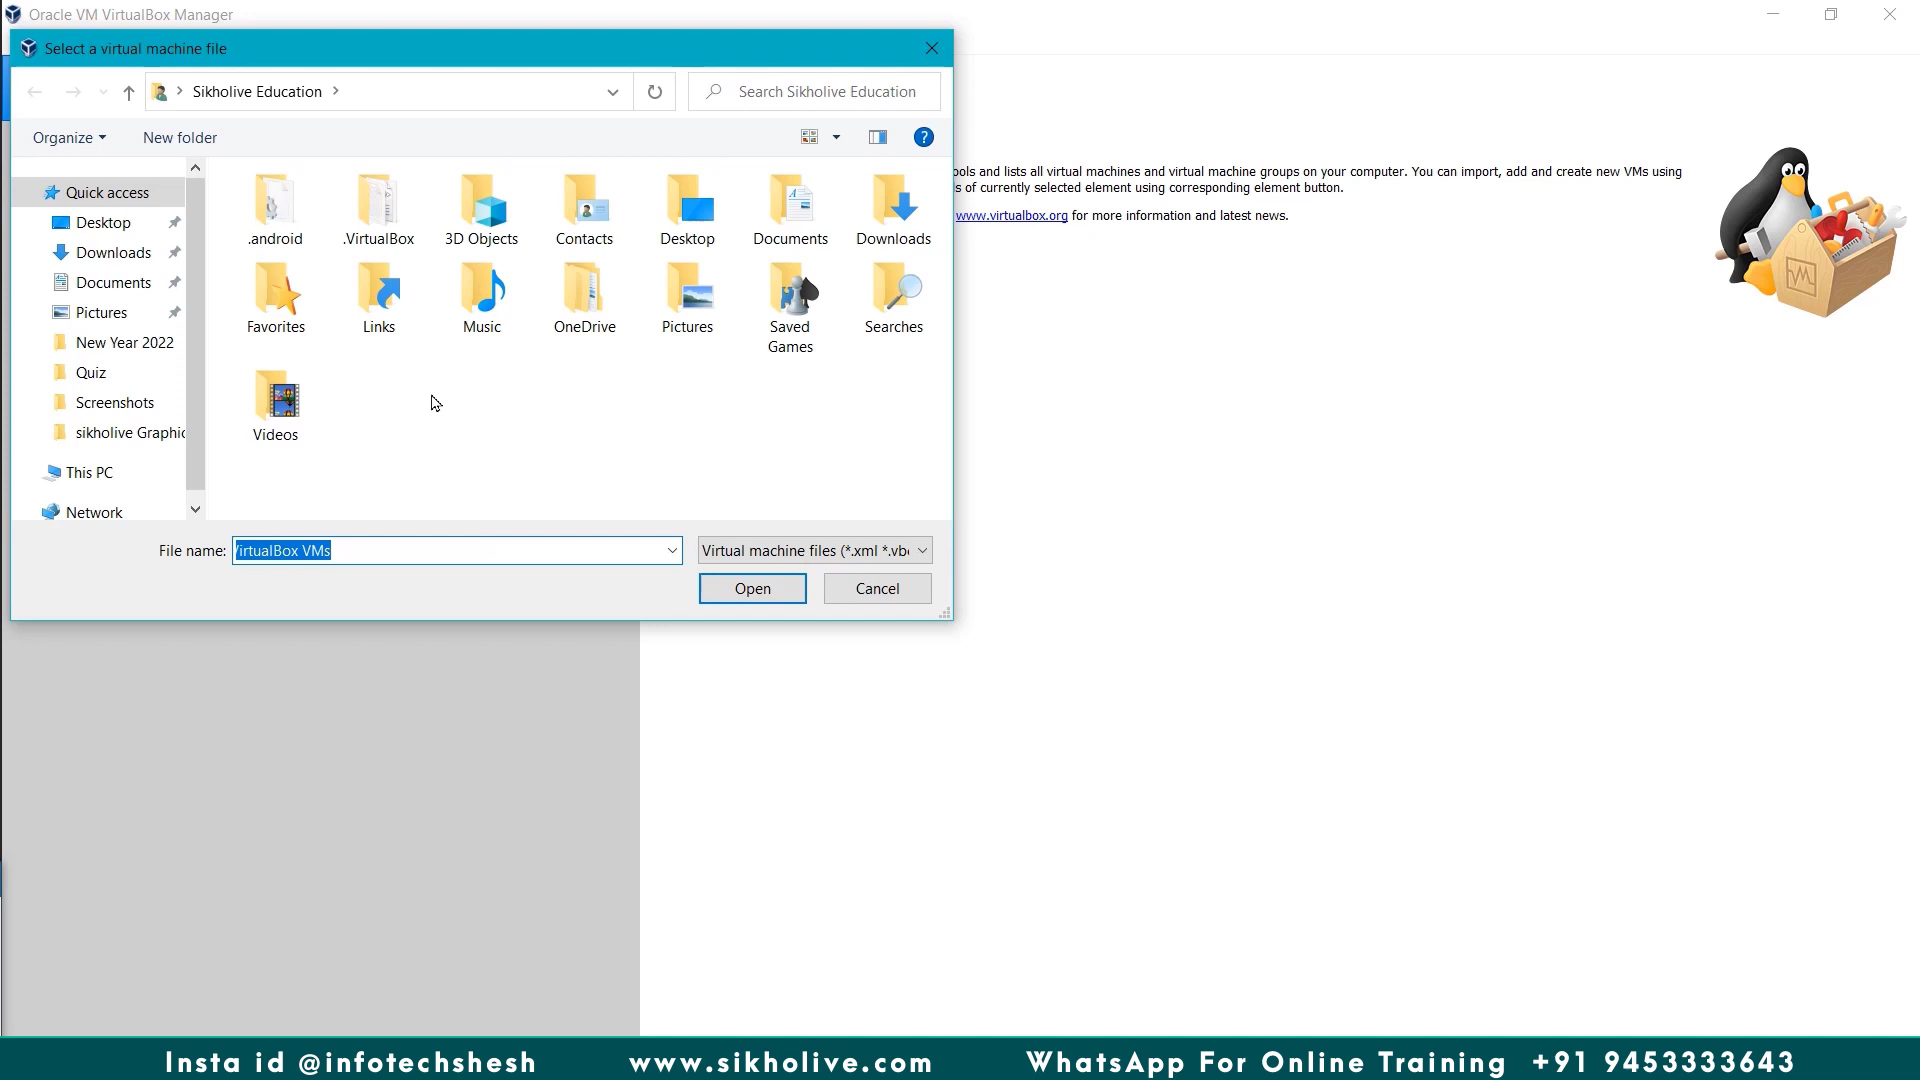 Oracle VM VirtualBox Manager
Select a virtual machine file
Sikholive Education
Search Sikholive Education
Organize
New folder
Quick access
Desktop
Downloads
Documents
Pictures
New Year 2022
Quiz
Screenshots
sikholive Graphic
This PC
Network
.android
.VirtualBox
3D Objects
Contacts
Desktop
Documents
Downloads
Favorites
Links
Music
OneDrive
Pictures
Saved
Games
Searches
Videos
File name:
VirtualBox VMs
Virtual machine files (*.xml *.vbo
Open
Cancel
ools and lists all virtual machines and virtual machine groups on your computer. You can import, add and create new VMs using
s of currently selected element using corresponding element button.
www.virtualbox.org for more information and latest news.
Insta id @infotechshesh
www.sikholive.com
WhatsApp For Online Training +91 9453333643